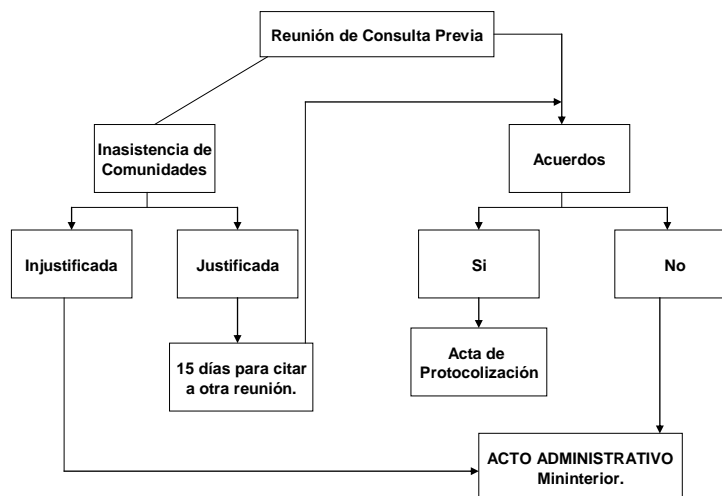 Reunión de Consulta Previa
Inasistencia de
Comunidades
Acuerdos
Injustificada
Justificada
Si
No
15 días para citar
a otra reunión.
Acta de
Protocolización
ACTO ADMINISTRATIVO
Mininterior.